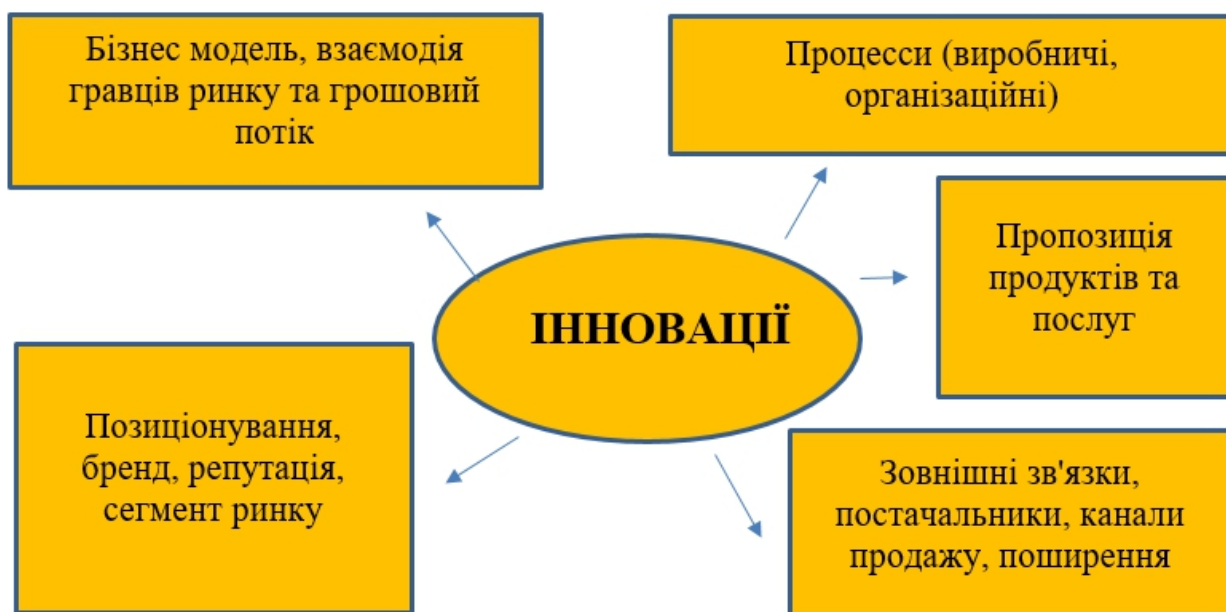 Бізнес модель, взаємодія
гравців ринку та грошовий
потік
Процесси (виробничі,
організаційні)
Пропозиція
продуктів та
послуг
ІННОВАЦІЇ
Позиціонування,
бренд, репутація,
сегмент ринку
Зовнішні зв'язки,
постачальники, канали
продажу, поширення